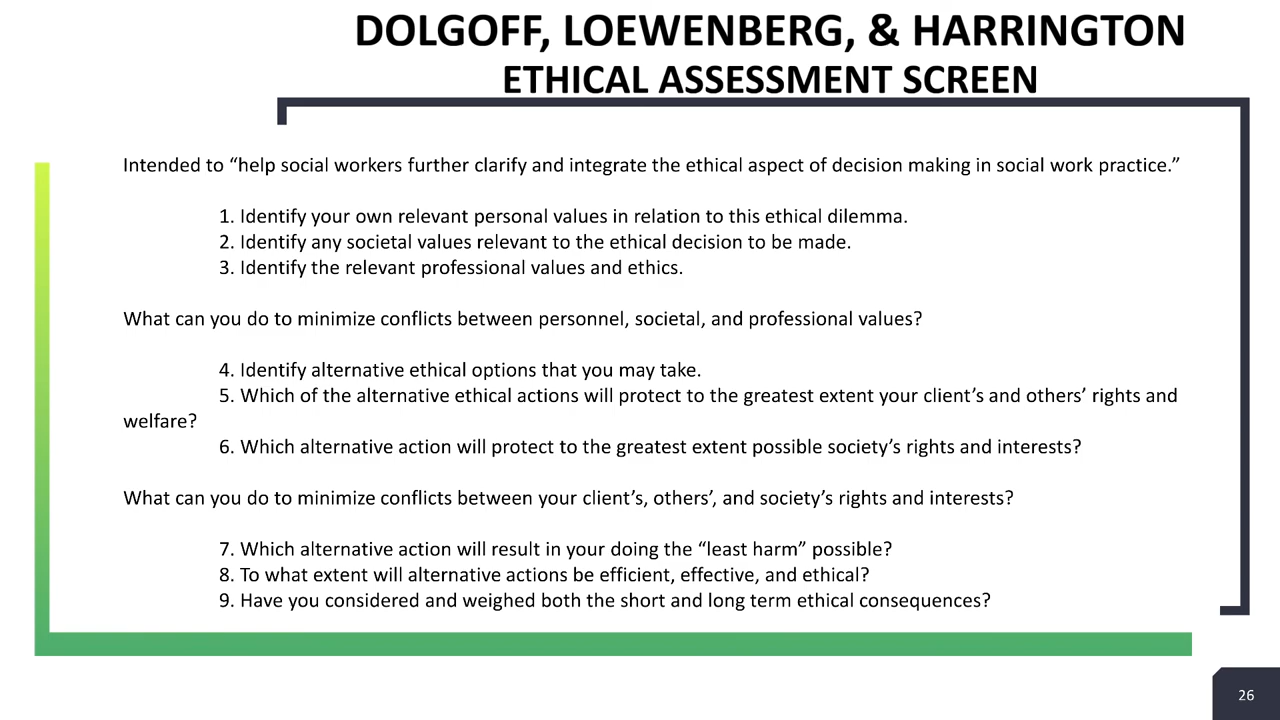 DOLGOFF, LOEWENBERG, & HARRINGTON
ETHICAL ASSESSMENT SCREEN
Intended to “help social workers further clarify and integrate the ethical aspect of decision making in social work practice.”
1. Identify your own relevant personal values in relation to this ethical dilemma.
2. Identify any societal values relevant to the ethical decision to be made.
3. Identify the relevant professional values and ethics.
What can you do to minimize conflicts between personnel, societal, and professional values?
4. Identify alternative ethical options that you may take.
5. Which of the alternative ethical actions will protect to the greatest extent your client’s and others’ rights and
welfare?
6. Which alternative action will protect to the greatest extent possible society’s rights and interests?
What can you do to minimize conflicts between your client’s, others’, and society’s rights and interests?
7. Which alternative action will result in your doing the “least harm” possible?
8. To what extent will alternative actions be efficient, effective, and ethical?
9. Have you considered and weighed both the short and long term ethical consequences?
26